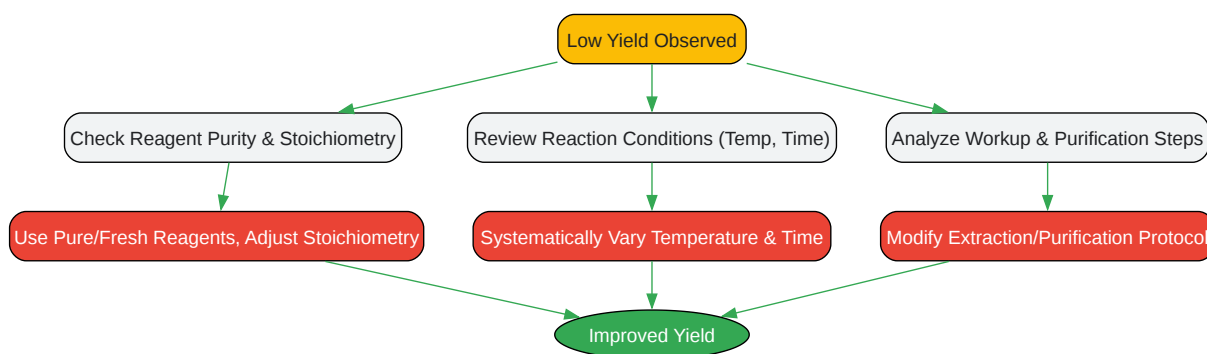 Low Yield Observed
Check Reagent Purity & Stoichiometry
Review Reaction Conditions (Temp, Time)
Analyze Workup & Purification Steps
Use Pure/Fresh Reagents, Adjust Stoichiometry
Systematically Vary Temperature & Time
Modify Extraction/Purification Protocol
Improved Yield